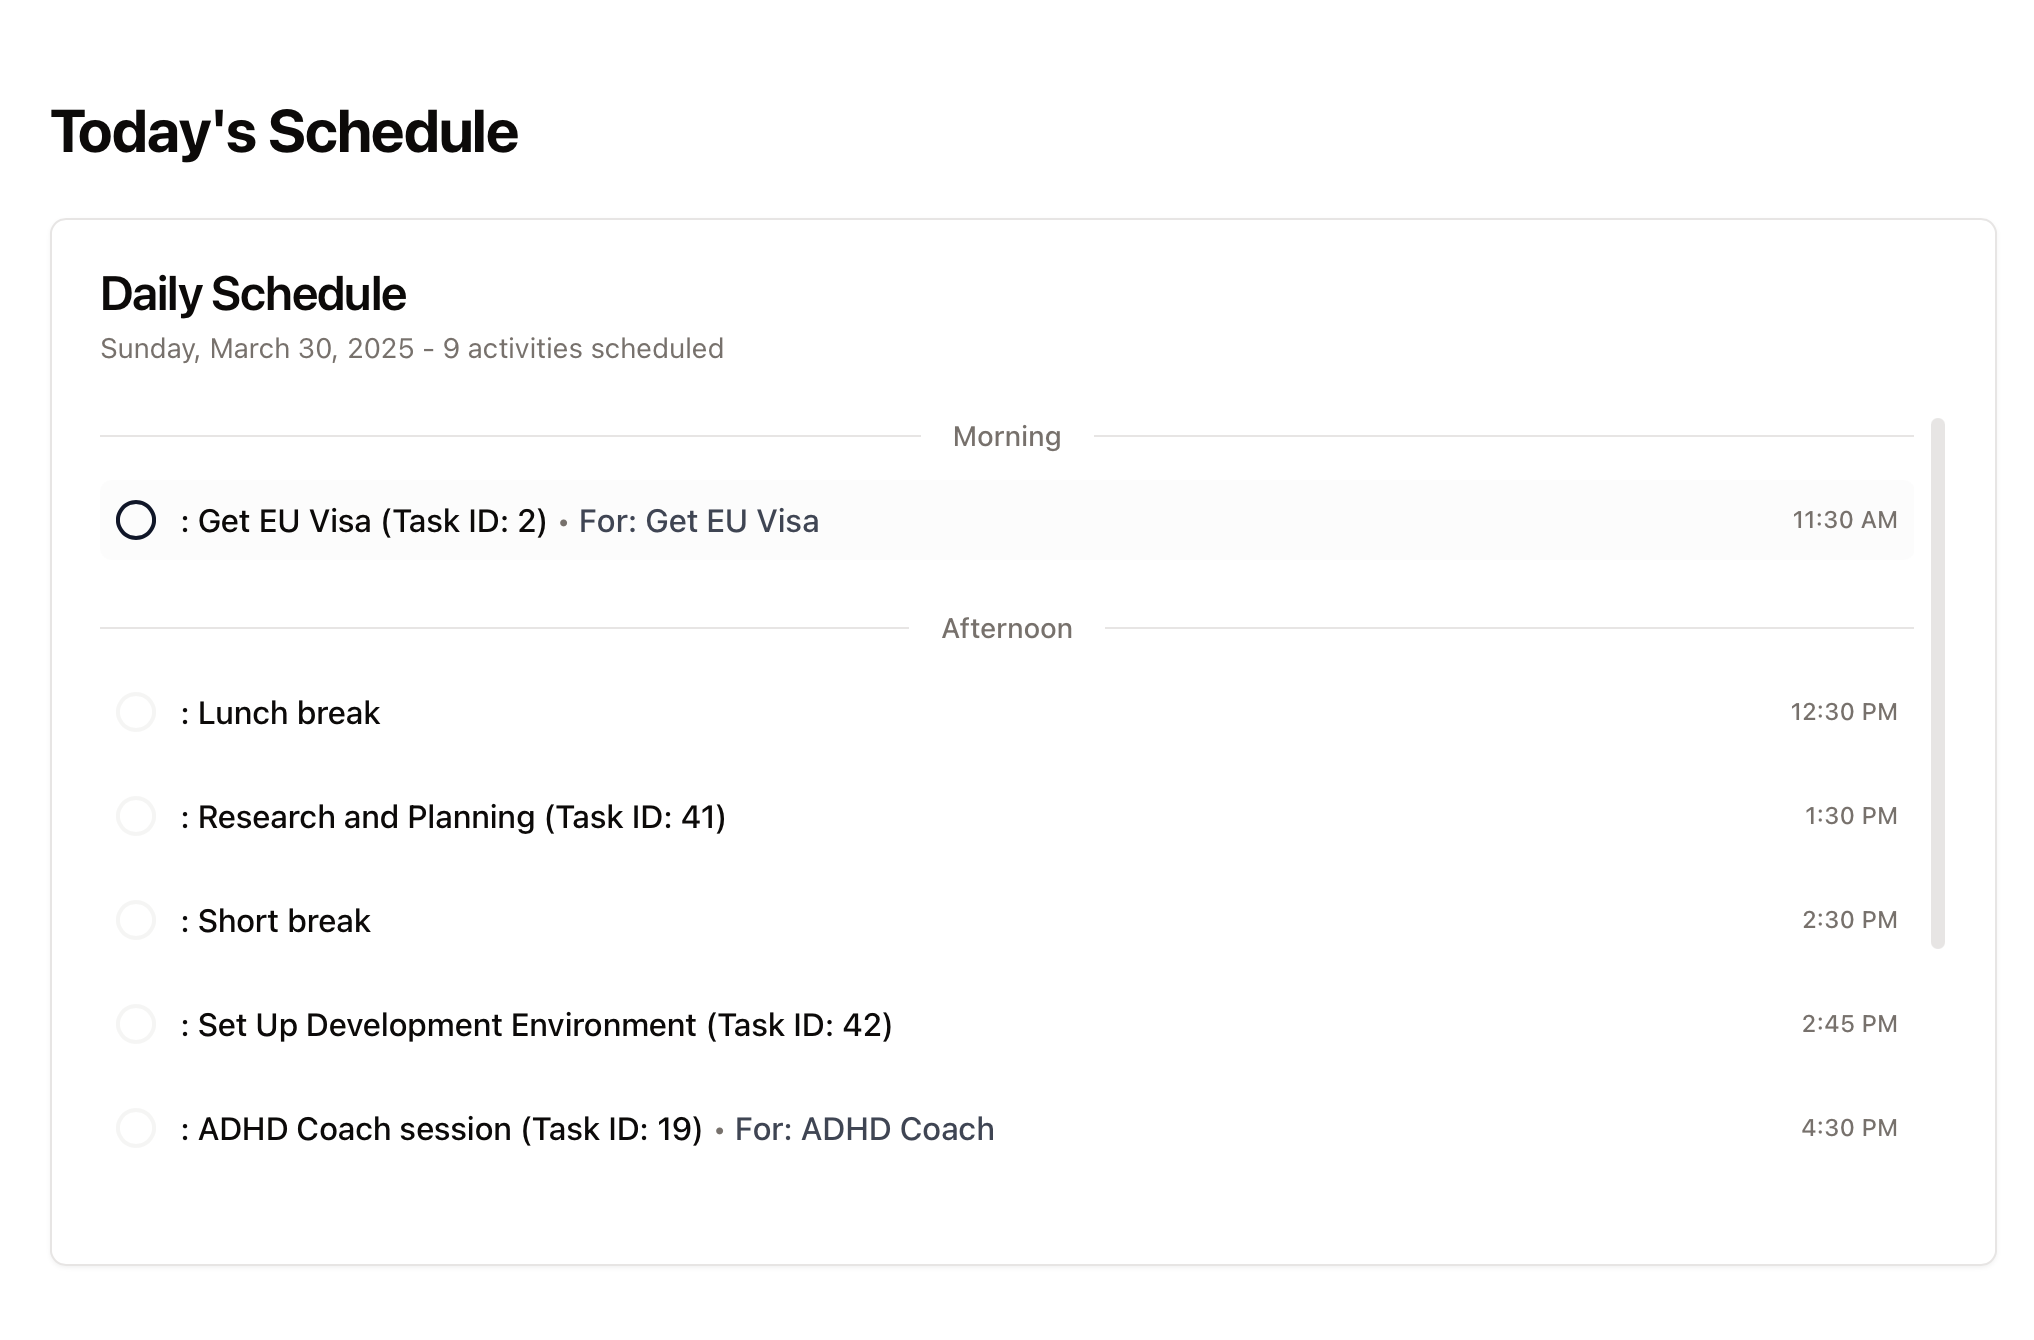 Today's Schedule
Daily Schedule
Sunday, March 30, 2025 - 9 activities scheduled
Morning
: Get EU Visa (Task ID: 2) • For: Get EU Visa 11:30 AM
Afternoon
: Lunch break 12:30 PM
: Research and Planning (Task ID: 41) 1:30 PM
: Short break 2:30 PM
: Set Up Development Environment (Task ID: 42) 2:45 PM
: ADHD Coach session (Task ID: 19) • For: ADHD Coach 4:30 PM